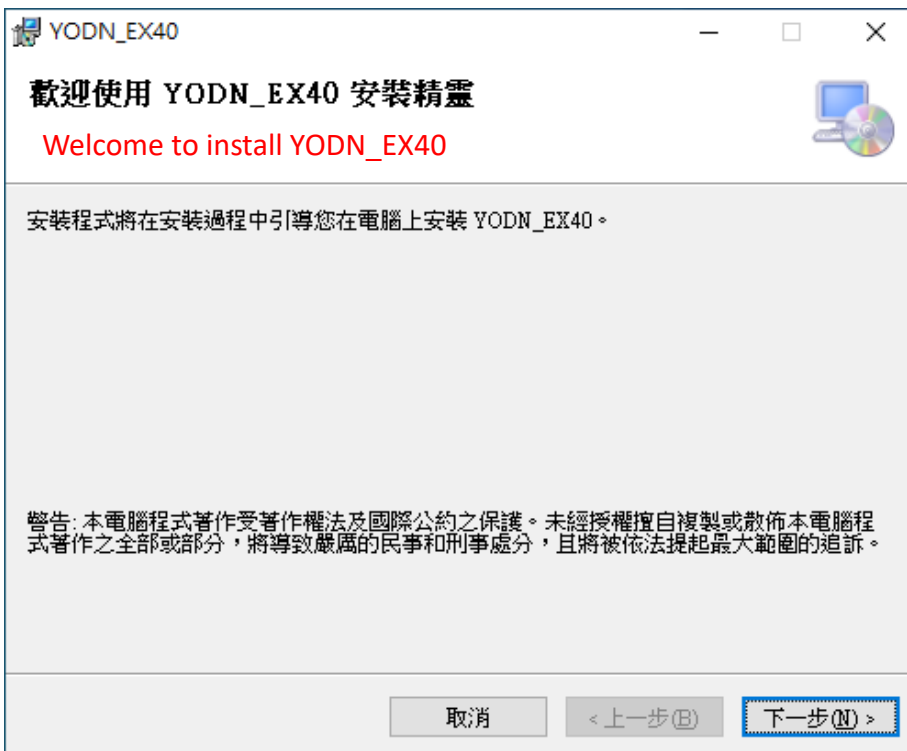 YODN_EX40
歡迎使用 YODN_EX40 安裝精靈
Welcome to install YODN_EX40
安裝程式將在安裝過程中引導您在電腦上安裝 YODN_EX40。
警告: 本電腦程式著作受著作權法及國際公約之保護。未經授權擅自複製或散佈本電腦程
式著作之全部或部分，將導致嚴厲的民事和刑事處分，且將被依法提起最大範圍的追訴。
取消 <上一步(B) 下一步(N) >